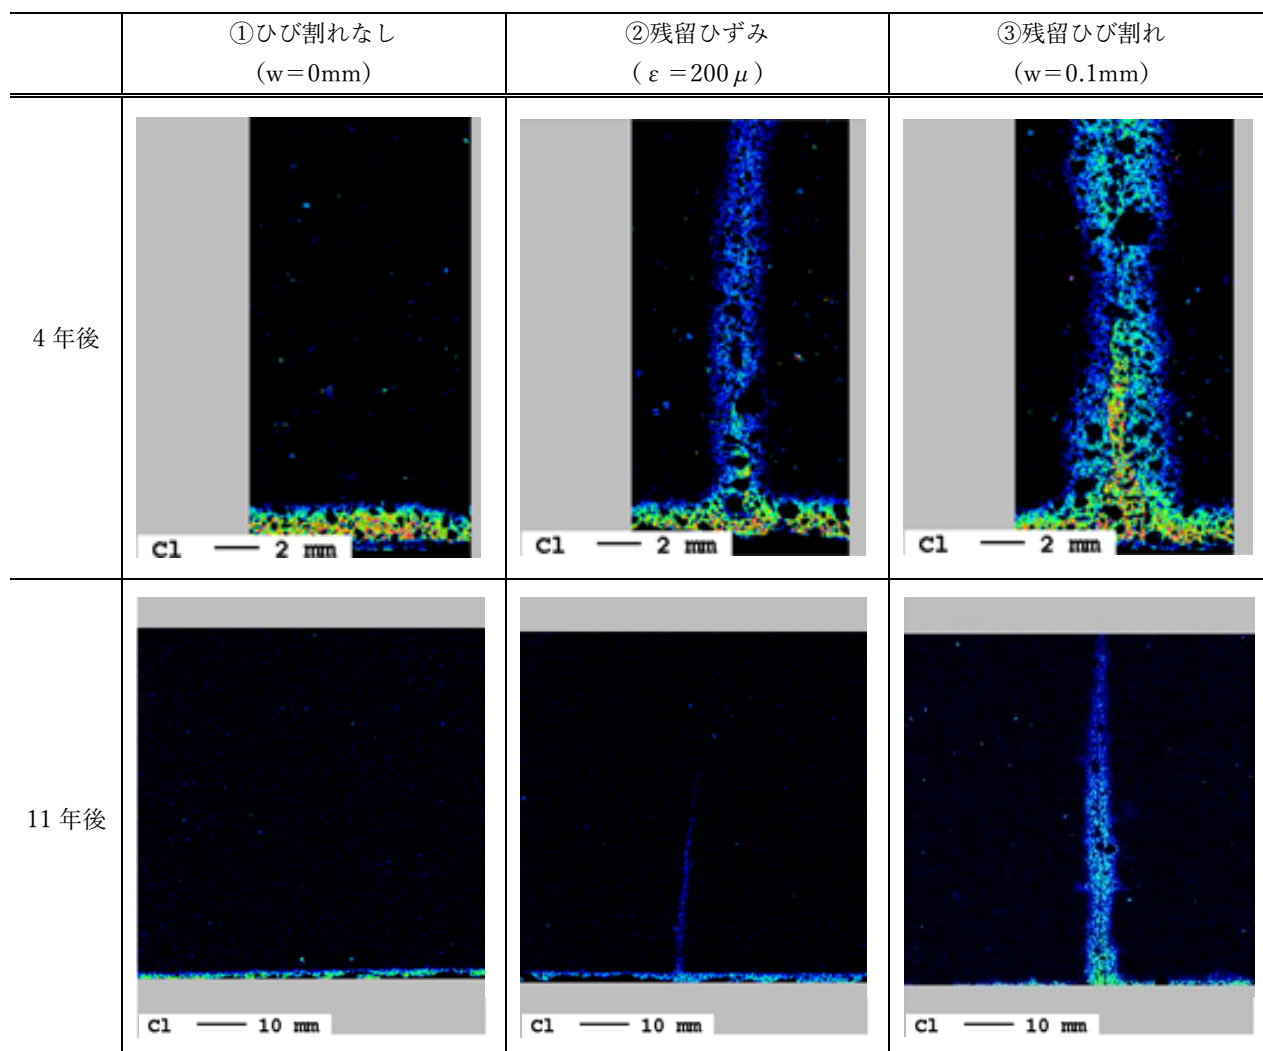 ①ひび割れなし
(w＝0mm)
②残留ひずみ
(ε＝200μ)
③残留ひび割れ
(w＝0.1mm)
4 年後
Cl 2 mm
Cl 2 mm
Cl 2 mm
11 年後
Cl 10 mm
Cl 10 mm
Cl 10 mm